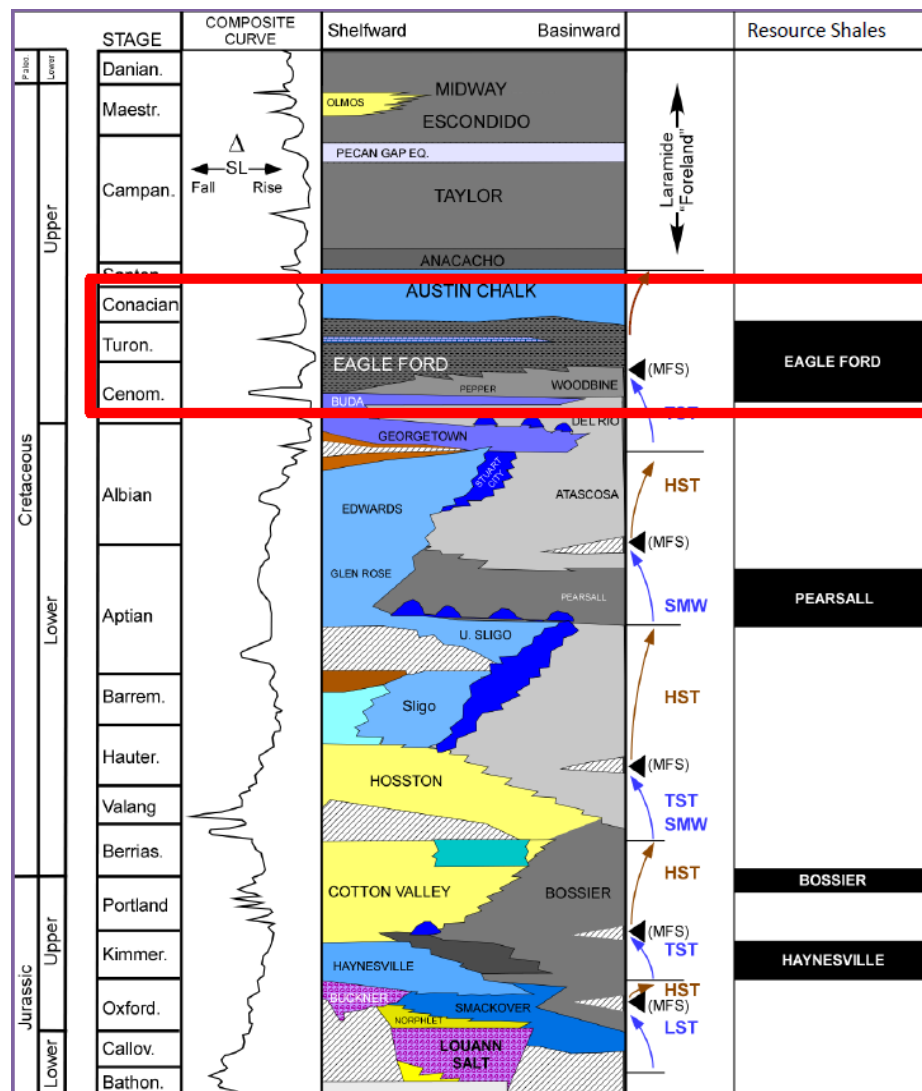 STAGE
COMPOSITE
CURVE
Shelfward
Basinward
Resource Shales
Paleo.
Lower
Cretaceous
Upper
Lower
Jurassic
Upper
Lower
Danian.
Maestr.
Campan.
Conacian
Turon.
Cenom.
Albian
Aptian
Barrem.
Hauter.
Valang
Berrias.
Portland
Kimmer.
Oxford.
Callov.
Bathon.
Δ
SL
Fall
Rise
MIDWAY
OLMOS
ESCONDIDO
PECAN GAP EQ.
TAYLOR
ANACACHO
AUSTIN CHALK
EAGLE FORD
PEPPER
WOODBINE
BUDA
DEL RIO
GEORGETOWN
STUART
CITY
EDWARDS
ATASCOSA
GLEN ROSE
PEARSALL
U. SLIGO
Sligo
HOSSTON
COTTON VALLEY
BOSSIER
HAYNESVILLE
BUCKNER
SMACKOVER
NORPHLET
LOUANN
SALT
Laramide
"Foreland"
(MFS)
TST
HST
(MFS)
SMW
HST
(MFS)
TST
SMW
HST
(MFS)
TST
HST
(MFS)
LST
EAGLE FORD
PEARSALL
BOSSIER
HAYNESVILLE